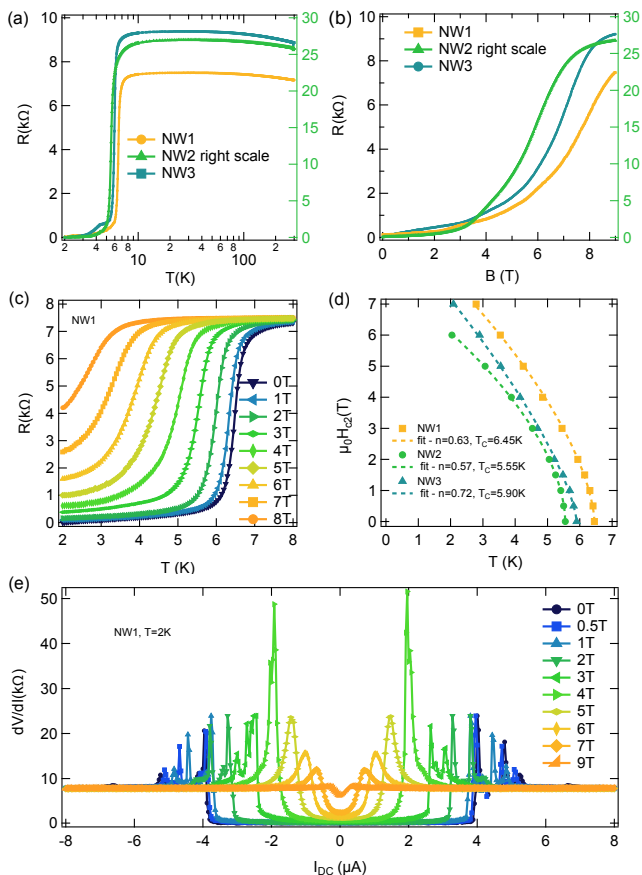 (a)
R(kΩ)
10
8
6
4
2
0
30
25
20
15
10
5
0
NW1
NW2 right scale
NW3
2 4 6 8 10 2 4 6 8 100 2
T(K)
(b)
R(kΩ)
10
8
6
4
2
0
30
25
20
15
10
5
0
NW1
NW2 right scale
NW3
0 2 4 6 8
B (T)
(c)
R(kΩ)
8
7
6
5
4
3
2
1
0
NW1
0T
1T
2T
3T
4T
5T
6T
7T
8T
2 3 4 5 6 7 8
T (K)
(d)
μ0Hc2(T)
7
6
5
4
3
2
1
0
NW1
fit - n=0.63, TC=6.45K
NW2
fit - n=0.57, TC=5.55K
NW3
fit - n=0.72, TC=5.90K
0 1 2 3 4 5 6 7
T (K)
(e)
dV/dI(kΩ)
50
40
30
20
10
0
NW1, T=2K
0T
0.5T
1T
2T
3T
4T
5T
6T
7T
9T
-8 -6 -4 -2 0 2 4 6 8
IDC (μA)